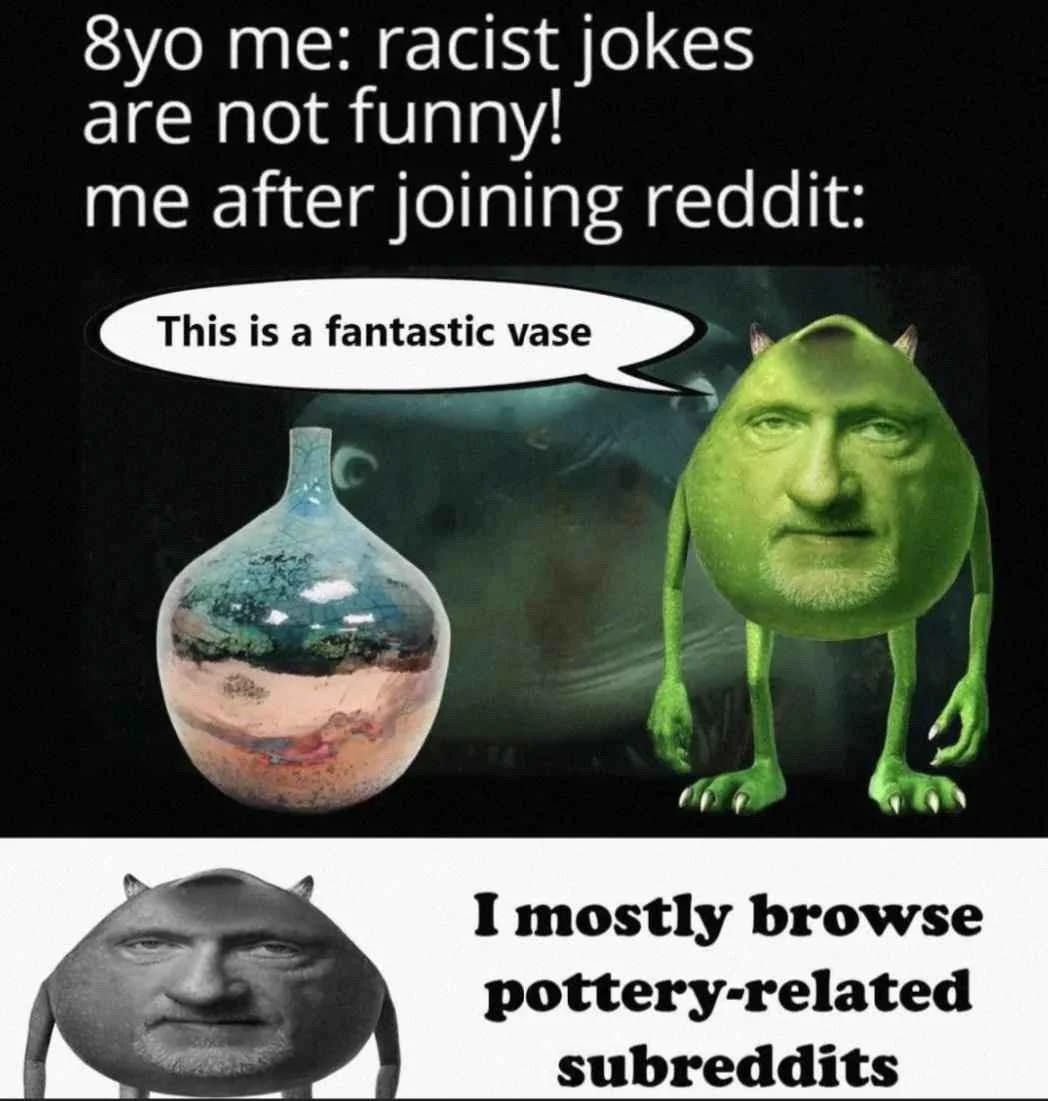 8yo me: racist jokes
are not funny!
me after joining reddit:
This is a fantastic vase
I mostly browse
pottery-related
subreddits